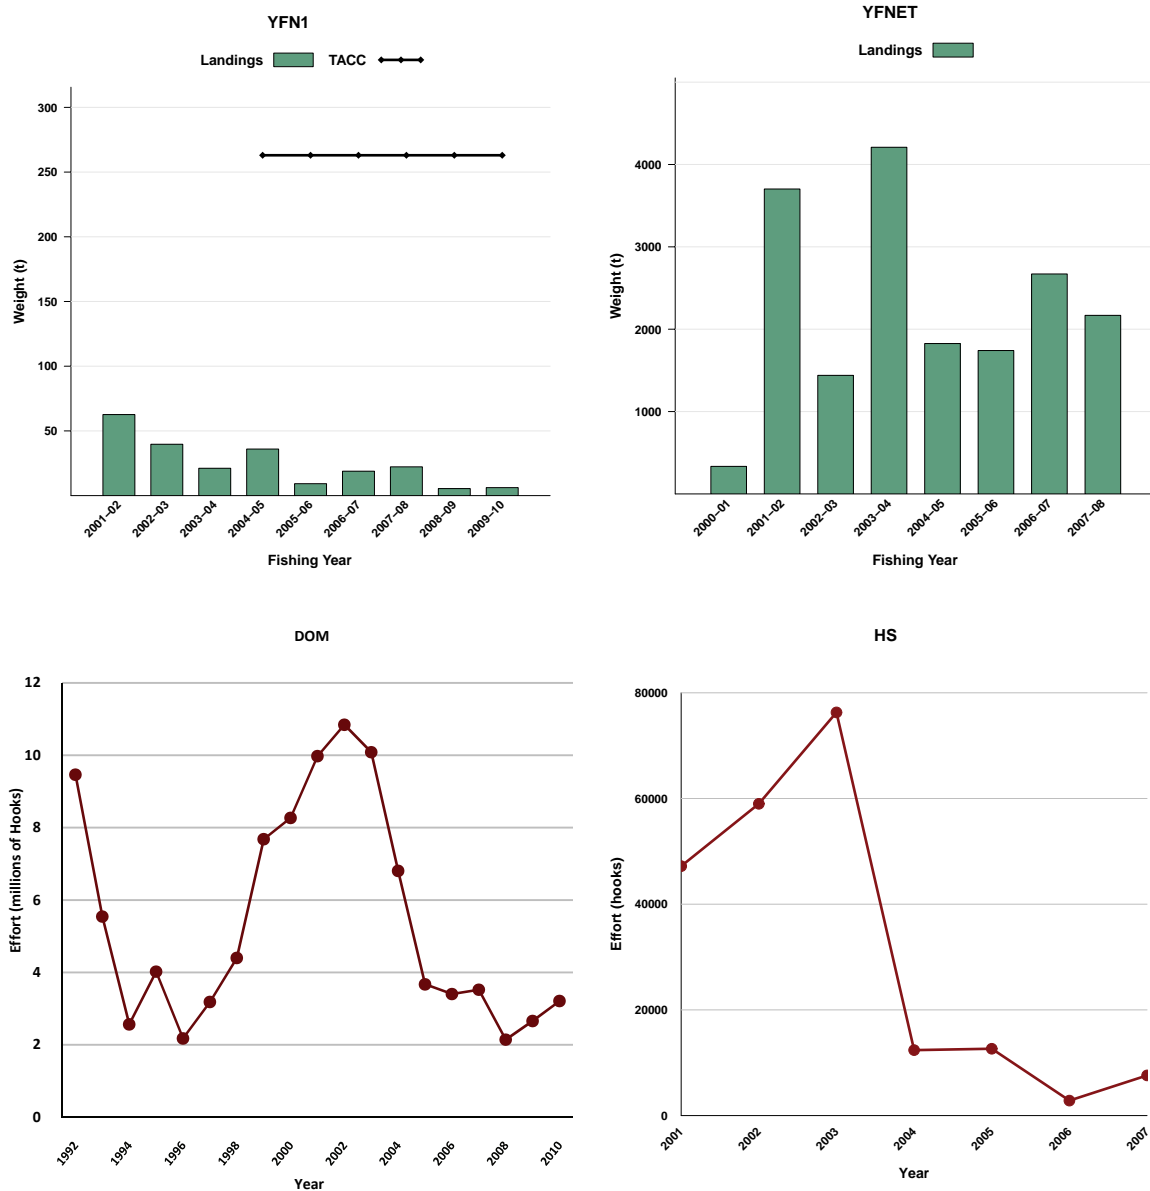 YFN1
Landings TACC
300
250
200
150
100
50
Weight (t)
2001–02 2002–03 2003–04 2004–05 2005–06 2006–07 2007–08 2008–09 2009–10
Fishing Year
YFNET
Landings
4000
3000
2000
1000
Weight (t)
2000–01 2001–02 2002–03 2003–04 2004–05 2005–06 2006–07 2007–08
Fishing Year
DOM
12
10
8
6
4
2
0
Effort (millions of Hooks)
1992 1994 1996 1998 2000 2002 2004 2006 2008 2010
Year
HS
80000
60000
40000
20000
0
Effort (hooks)
2001 2002 2003 2004 2005 2006 2007
Year